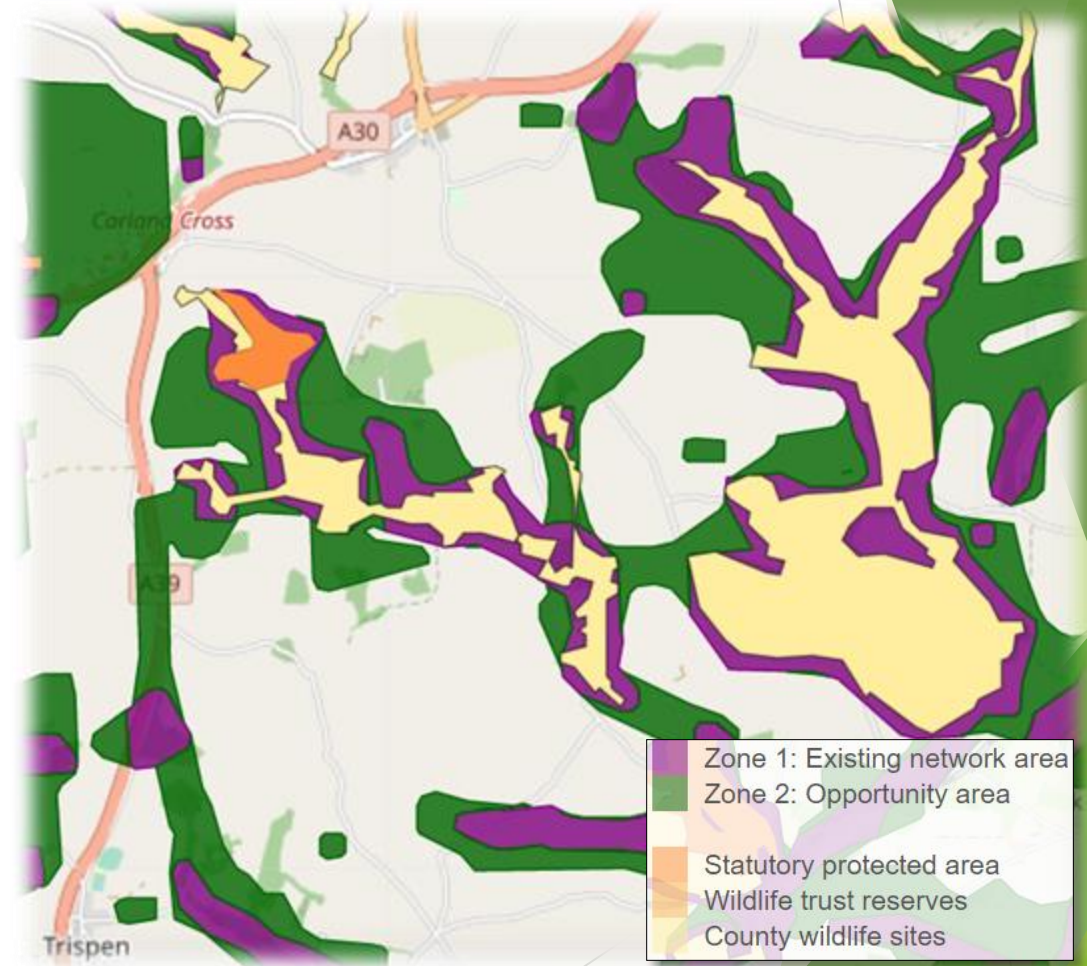 A30
Carland Cross
A39
Zone 1: Existing network area
Zone 2: Opportunity area
Statutory protected area
Wildlife trust reserves
County wildlife sites
Trispen